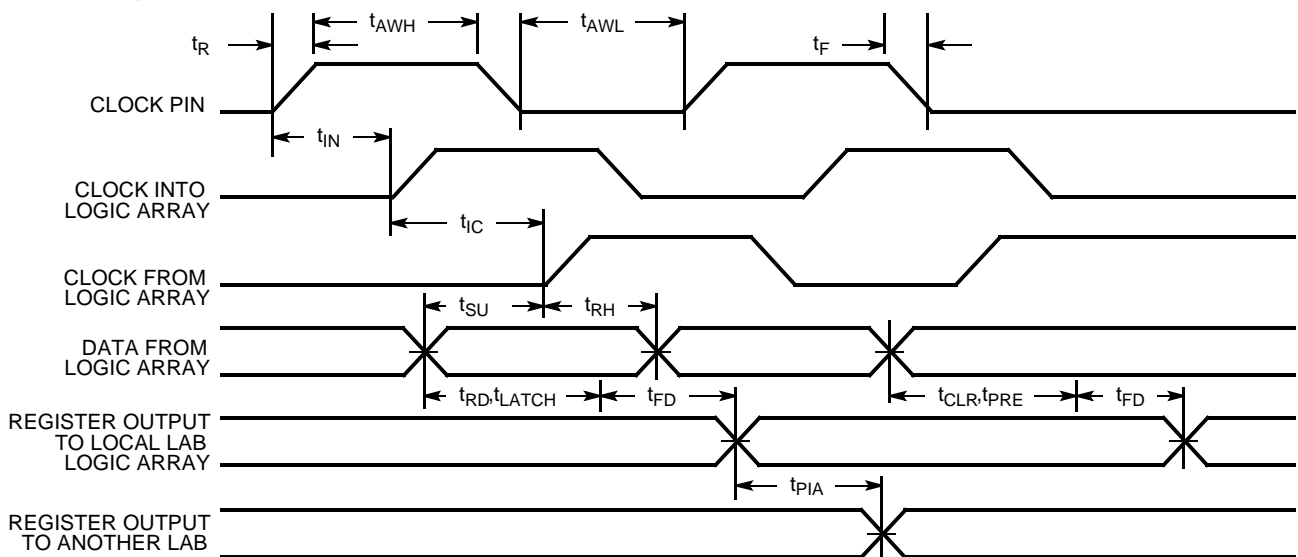 tAWH
tAWL
tR
tF
CLOCK PIN
tIN
CLOCK INTO
LOGIC ARRAY
tIC
CLOCK FROM
LOGIC ARRAY
tSU
tRH
DATA FROM
LOGIC ARRAY
tRD,tLATCH
tFD
tCLR,tPRE
tFD
REGISTER OUTPUT
TO LOCAL LAB
LOGIC ARRAY
tPIA
REGISTER OUTPUT
TO ANOTHER LAB